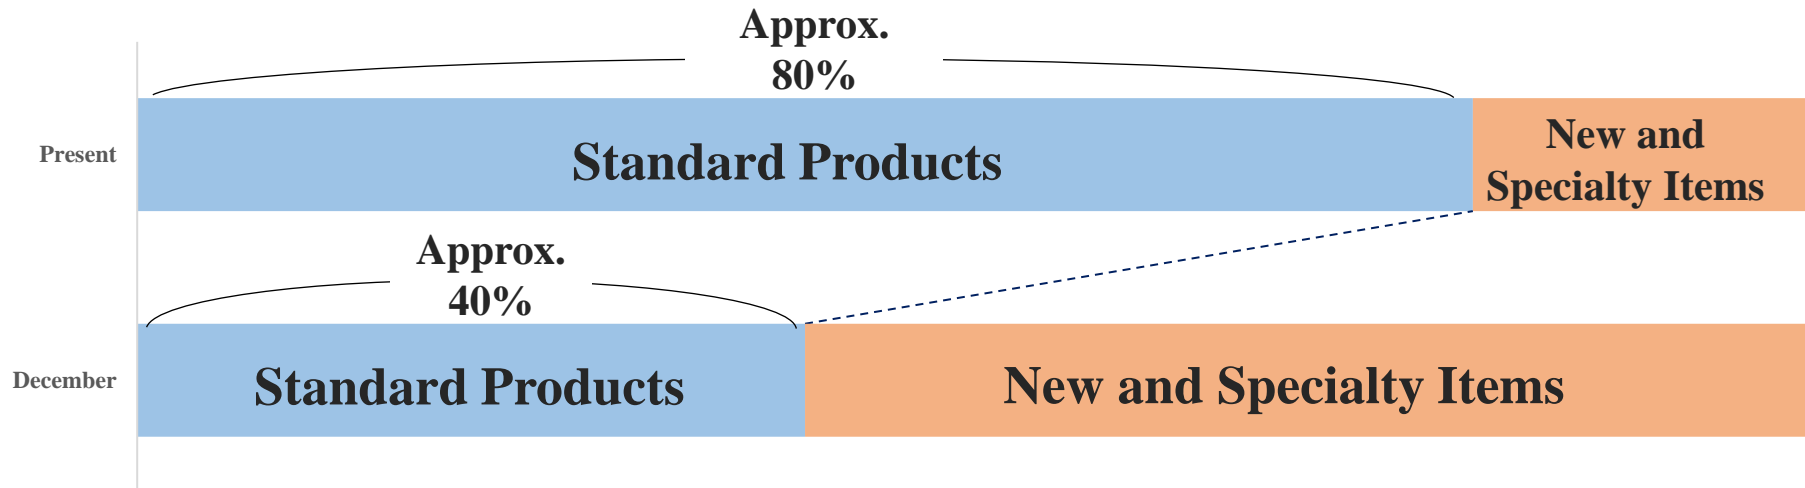 Approx.
80%
Present
Standard Products
New and
Specialty Items
Approx.
40%
December
Standard Products
New and Specialty Items